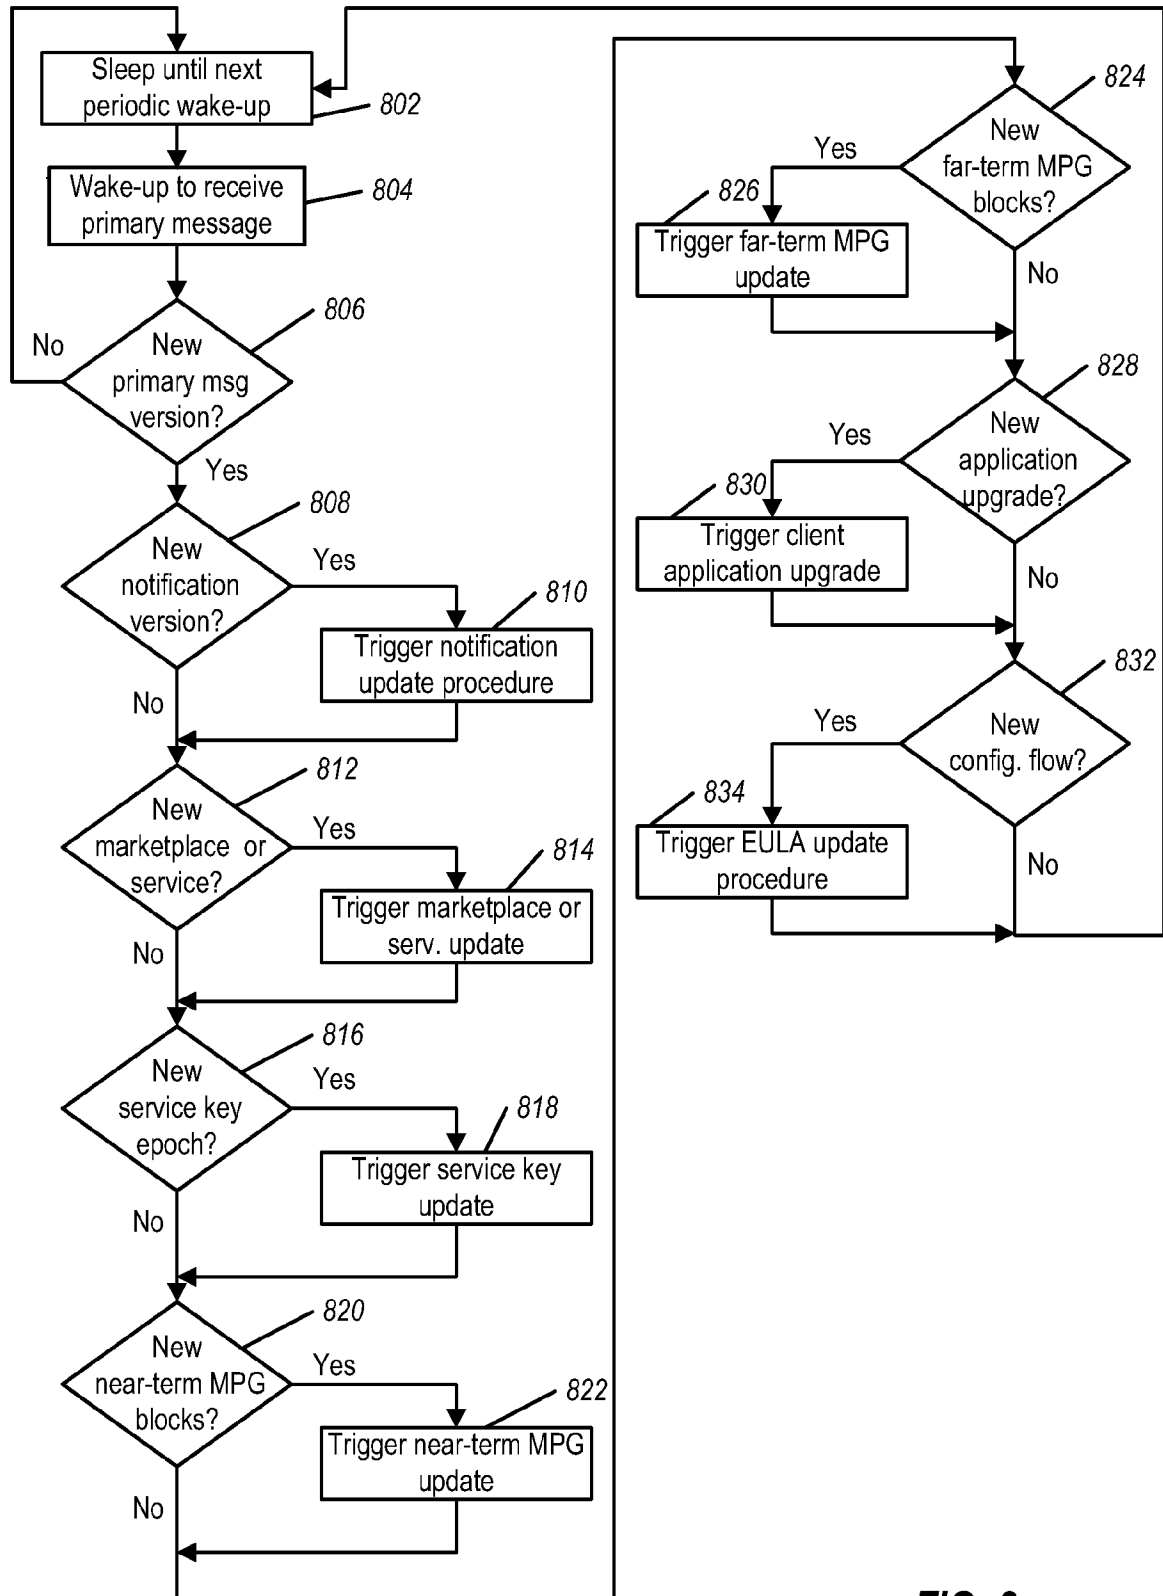 Sleep until next
periodic wake-up
802
Wake-up to receive
primary message
804
New
primary msg
version?
806
No
Yes
New
notification
version?
808
Yes
No
Trigger notification
update procedure
810
New
marketplace or
service?
812
Yes
No
Trigger marketplace or
serv. update
814
New
service key
epoch?
816
Yes
No
Trigger service key
update
818
New
near-term MPG
blocks?
820
Yes
No
Trigger near-term MPG
update
822
New
far-term MPG
blocks?
824
Yes
No
Trigger far-term MPG
update
826
New
application
upgrade?
828
Yes
No
Trigger client
application upgrade
830
New
config. flow?
832
Yes
No
Trigger EULA update
procedure
834